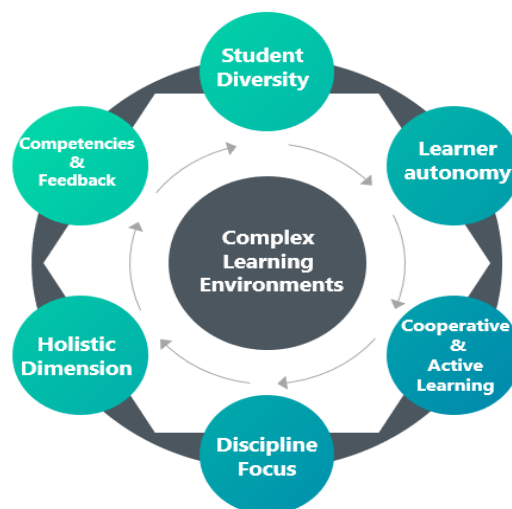 Student
Diversity
Learner
autonomy
Cooperative
&
Active
Learning
Discipline
Focus
Holistic
Dimension
Competencies
&
Feedback
Complex
Learning
Environments